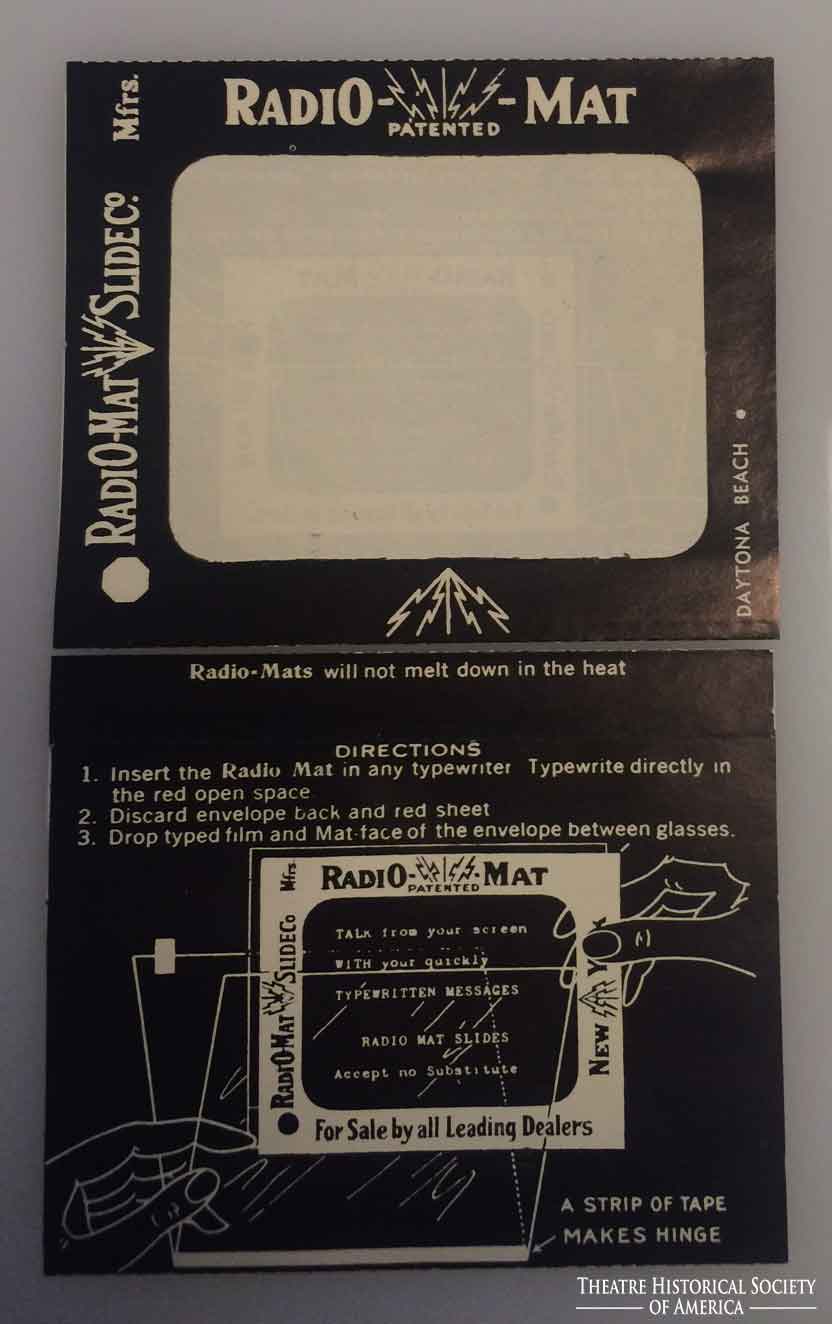 RADIO-MAT
PATENTED
RADIO-MAT SLIDE Co. Mfrs.
DAYTONA BEACH •
Radio-Mats will not melt down in the heat
DIRECTIONS
1. Insert the Radio Mat in any typewriter Typewrite directly in
the red open space
2. Discard envelope back and red sheet
3. Drop typed film and Mat-face of the envelope between glasses.
RADIO-MAT
PATENTED
RADIO-MAT SLIDE Co Mfrs.
TALK from your screen
WITH your quickly
TYPEWRITTEN MESSAGES
RADIO MAT SLIDES
Accept no Substitute
NEW Y K
For Sale by all Leading Dealers
A STRIP OF TAPE
MAKES HINGE
THEATRE HISTORICAL SOCIETY
OF AMERICA